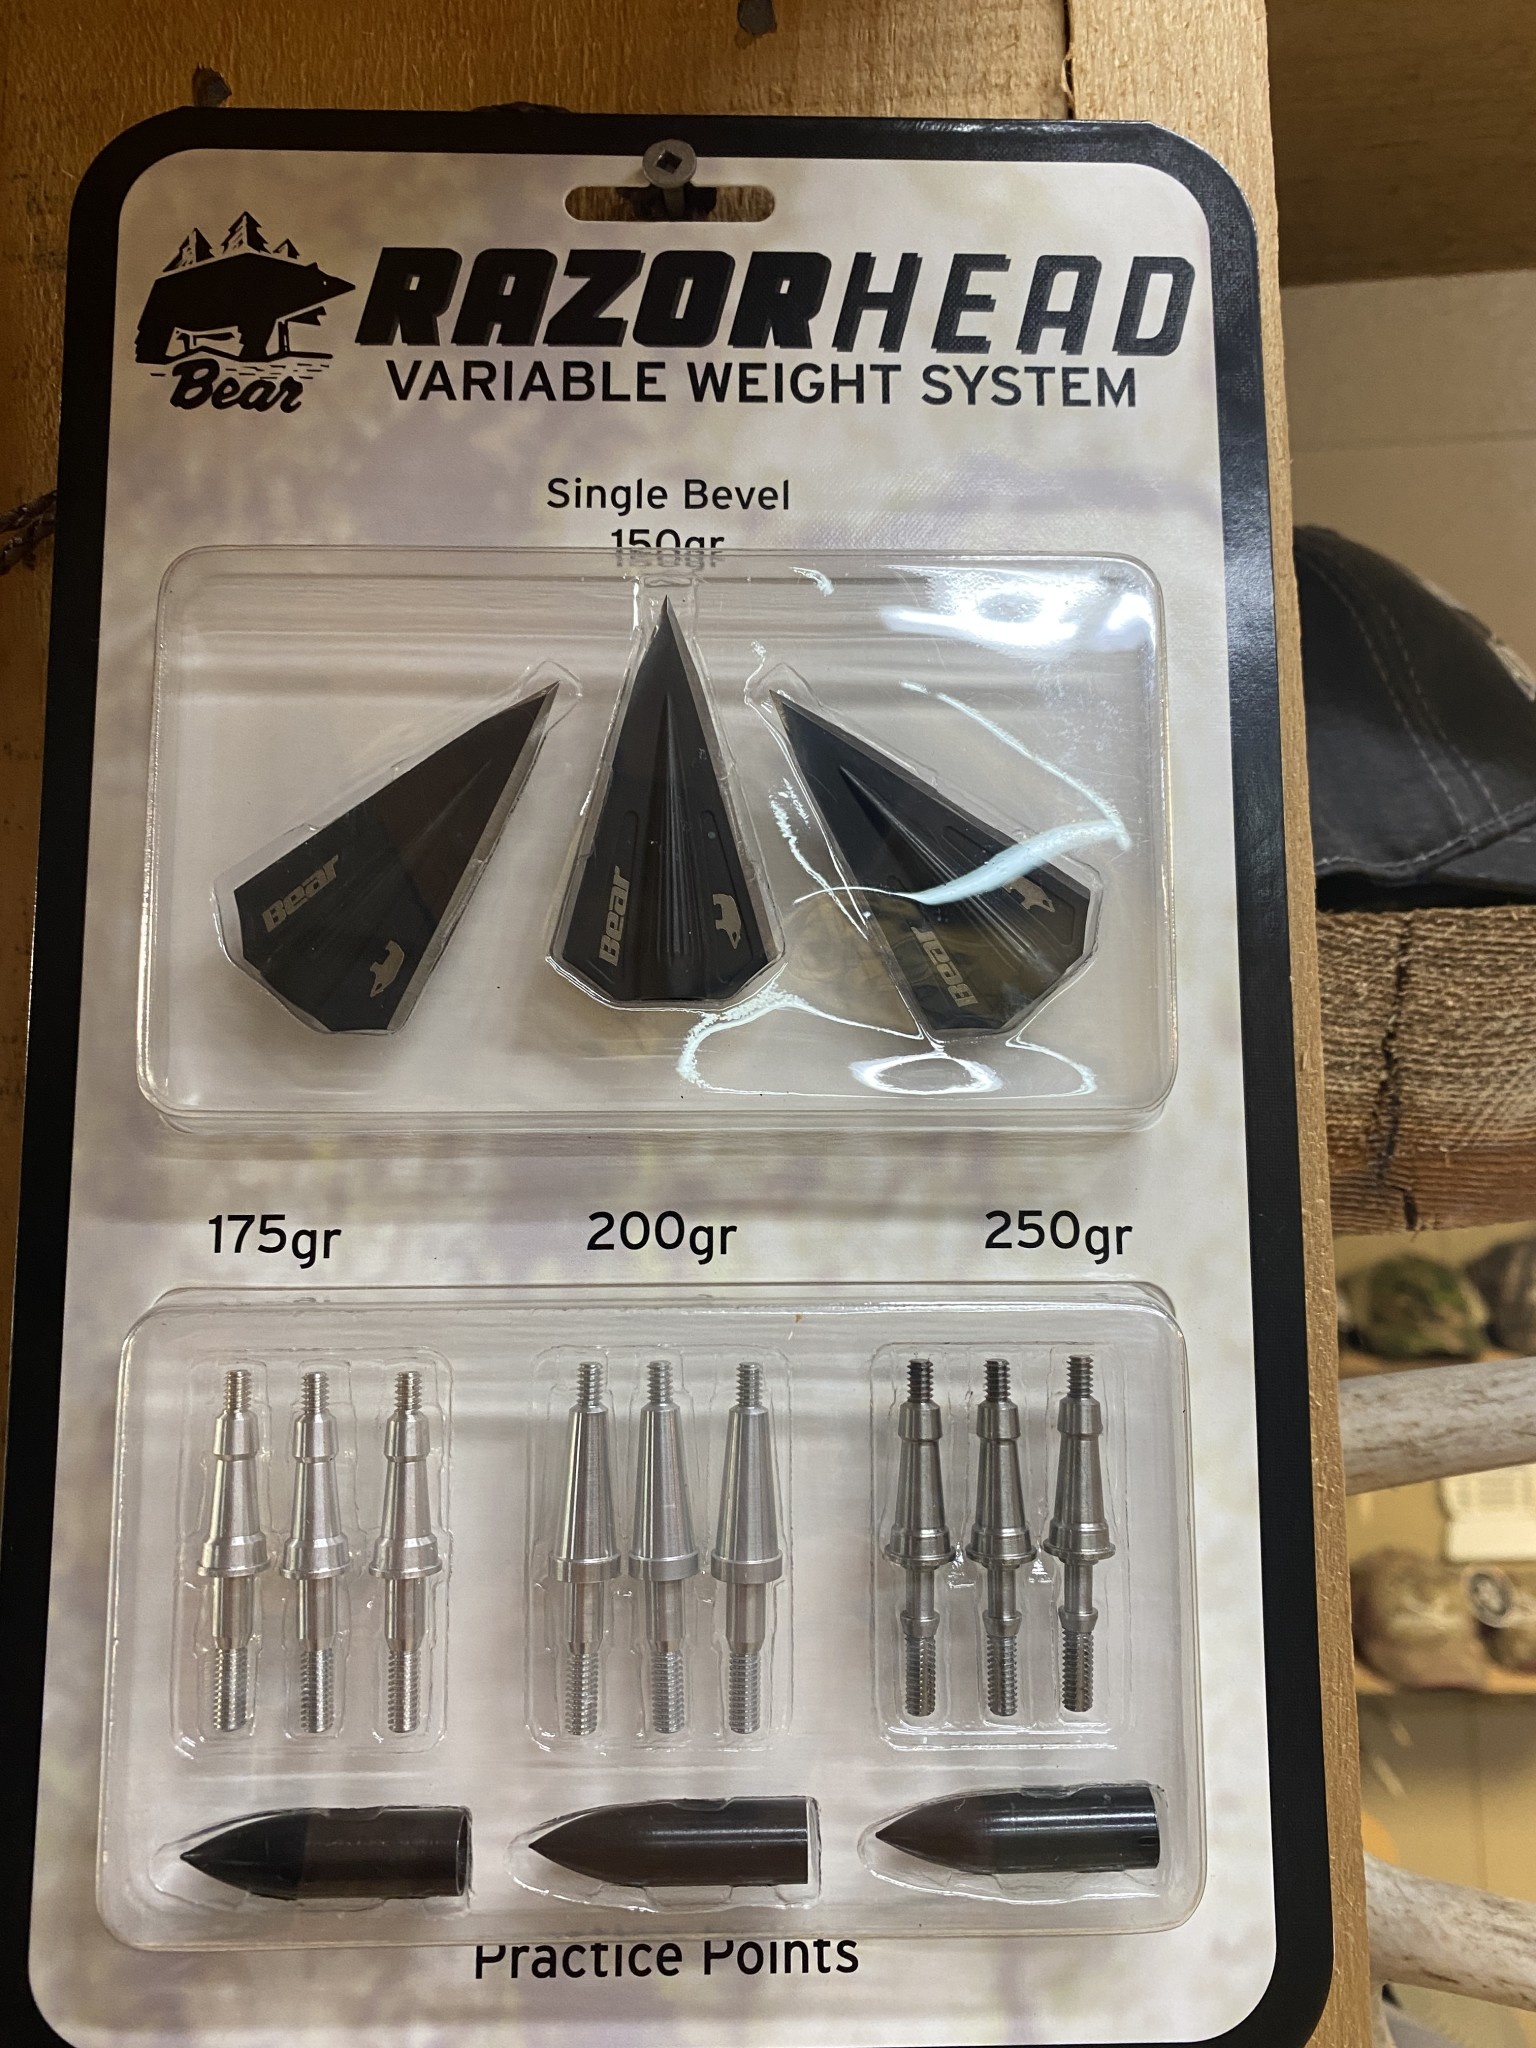 RAZORHEAD
Bear
VARIABLE WEIGHT SYSTEM
Single Bevel
150gr
Bear
Bear
Bear
175gr 200gr 250gr
Practice Points